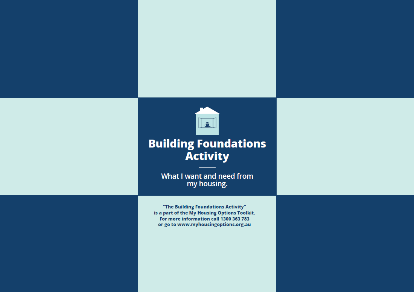 Building Foundations
Activity
What I want and need from
my housing.
"The Building Foundations Activity"
is a part of the My Housing Options Toolkit.
For more information call 1300 363 783
or go to www.myhousingoptions.org.au